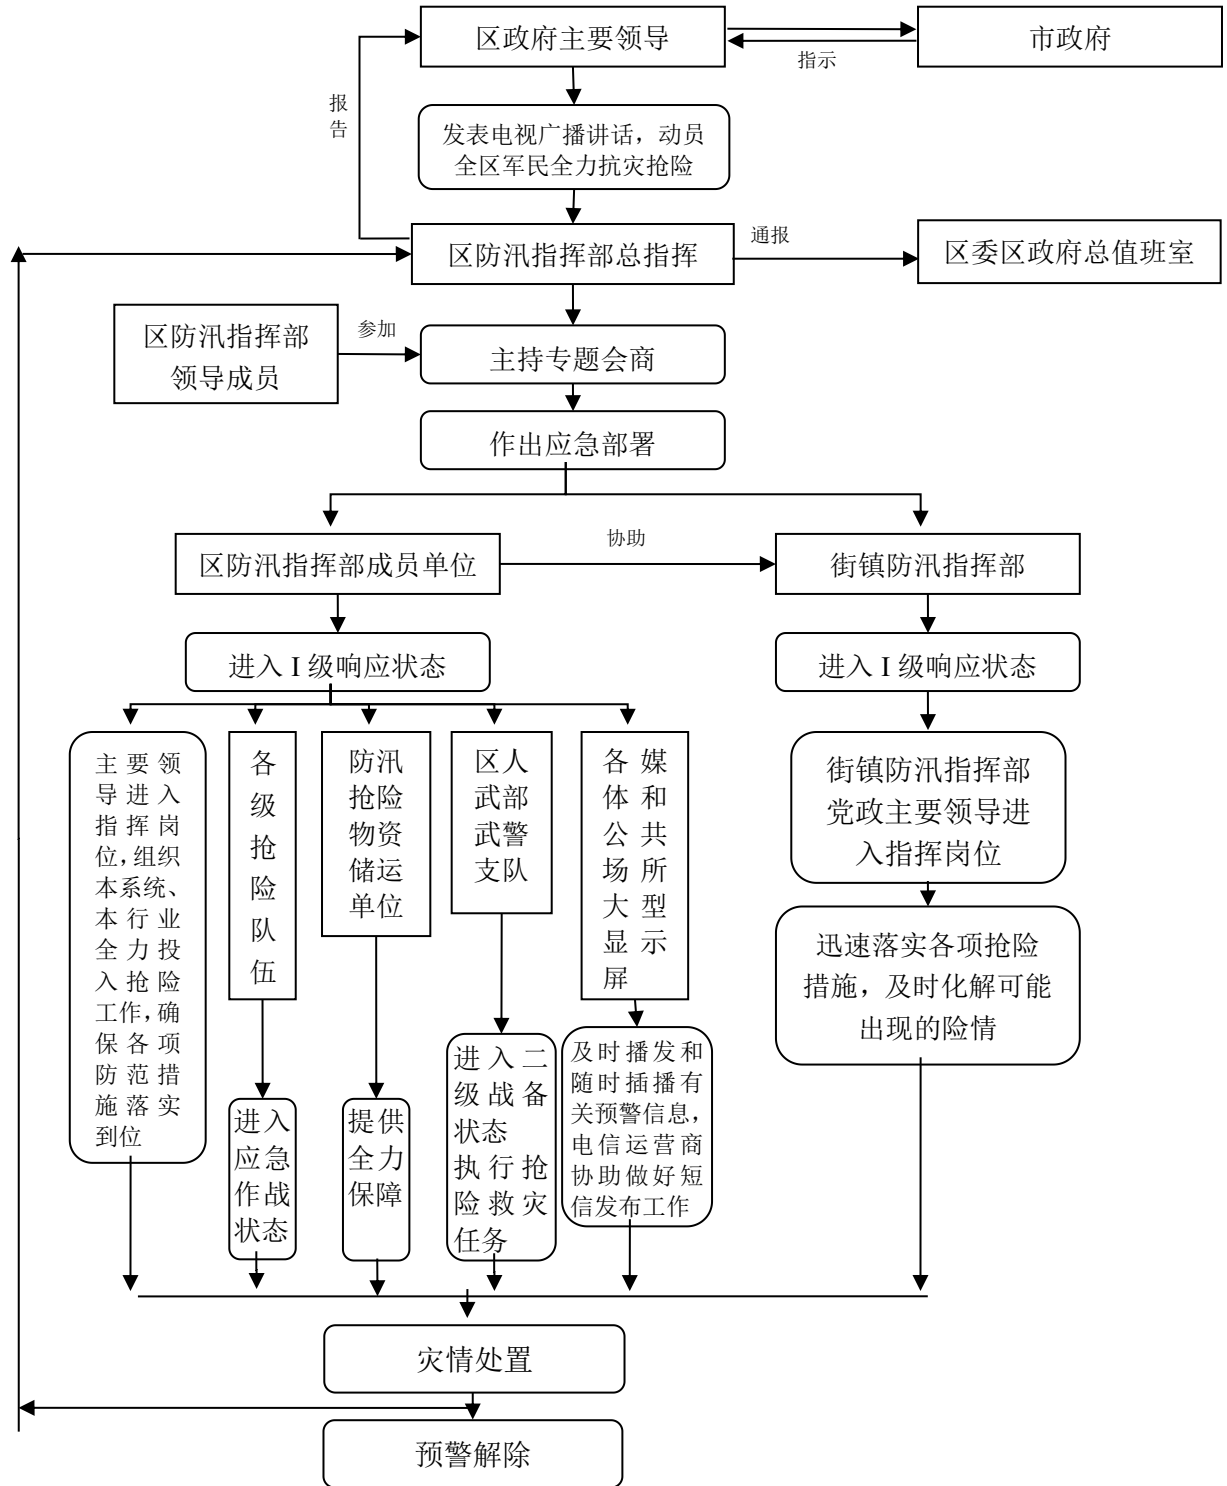 区政府主要领导
市政府
指示
报
告
发表电视广播讲话，动员
全区军民全力抗灾抢险
区防汛指挥部总指挥
通报
区委区政府总值班室
区防汛指挥部
领导成员
参加
主持专题会商
作出应急部署
区防汛指挥部成员单位
协助
街镇防汛指挥部
进入 I 级响应状态
进入 I 级响应状态
主要领
导进入
指挥岗
位，组织
本系统、
本行业
全力投
入抢险
工作，确
保各项
防范措
施落实
到位
各
级
抢
险
队
伍
防汛
抢险
物资
储运
单位
区人
武部
武警
支队
各媒
体和
公共
场所
大型
显示
屏
街镇防汛指挥部
党政主要领导进
入指挥岗位
迅速落实各项抢险
措施，及时化解可能
出现的险情
进入
应急
作战
状态
提供
全力
保障
进入二
级战备
状态
执行抢
险救灾
任务
及时播发和
随时插播有
关预警信息，
电信运营商
协助做好短
信发布工作
灾情处置
预警解除